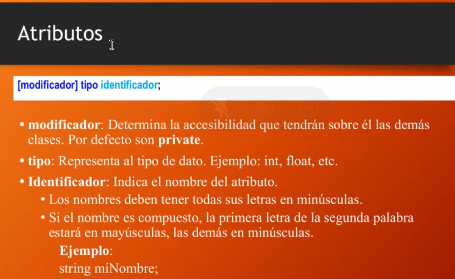 Atributos
[modificador] tipo identificador;
• modificador: Determina la accesibilidad que tendrán sobre él las demás
clases. Por defecto son private.
• tipo: Representa al tipo de dato. Ejemplo: int, float, etc.
• Identificador: Indica el nombre del atributo.
• Los nombres deben tener todas sus letras en minúsculas.
• Si el nombre es compuesto, la primera letra de la segunda palabra
estará en mayúsculas, las demás en minúsculas.
Ejemplo:
string miNombre;